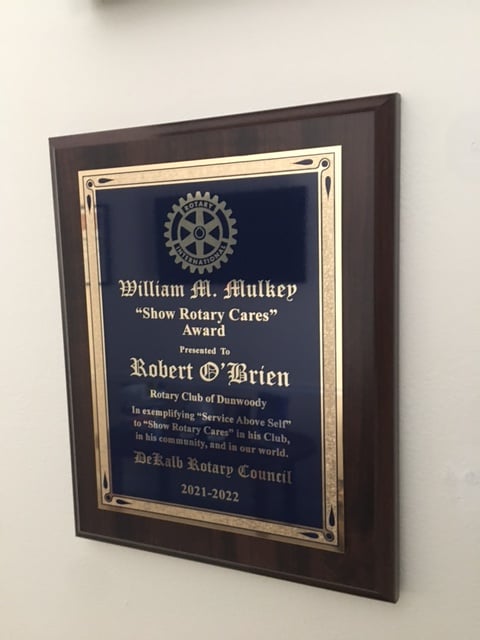 ROTARY
INTERNATIONAL
William M. Mulkey
“Show Rotary Cares”
Award
Presented To
Robert O’Brien
Rotary Club of Dunwoody
In exemplifying “Service Above Self”
to “Show Rotary Cares” in his Club,
in his community, and in our world.
DeKalb Rotary Council
2021-2022